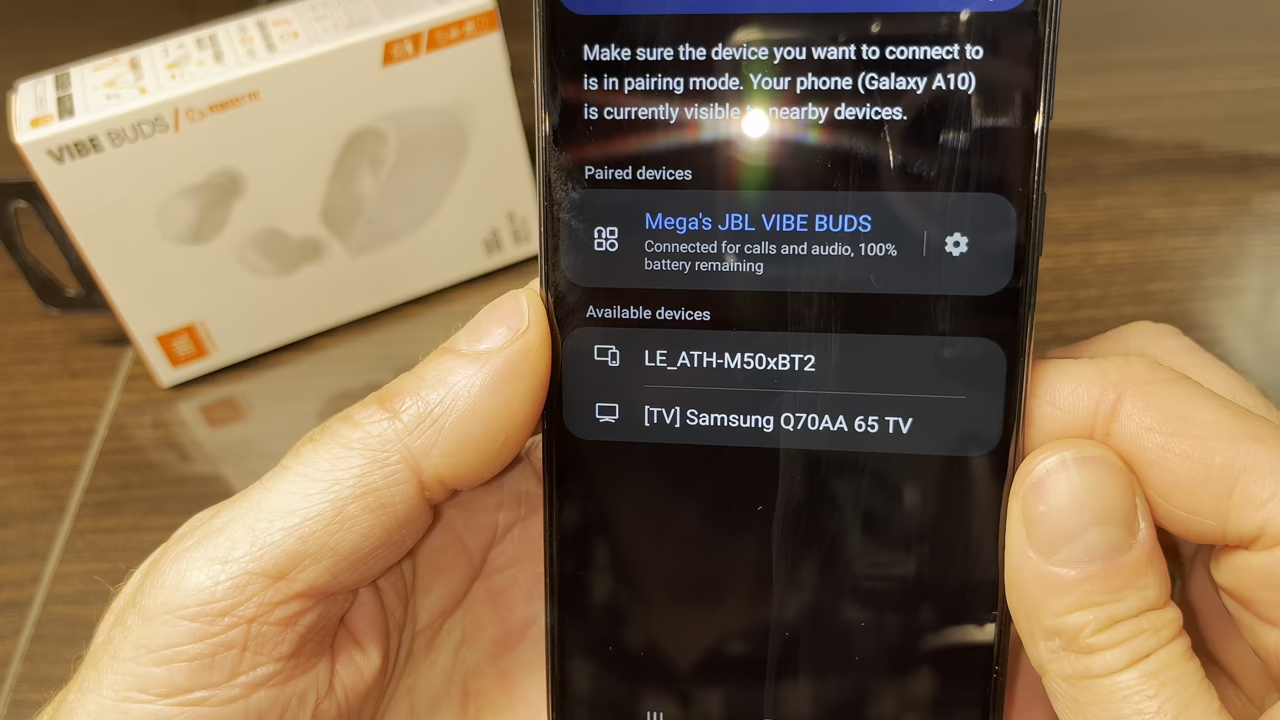 VIBE BUDS /
Make sure the device you want to connect to
is in pairing mode. Your phone (Galaxy A10)
is currently visible nearby devices.
Paired devices
Mega's JBL VIBE BUDS
Connected for calls and audio, 100%
battery remaining
Available devices
LE_ATH-M50xBT2
[TV] Samsung Q70AA 65 TV